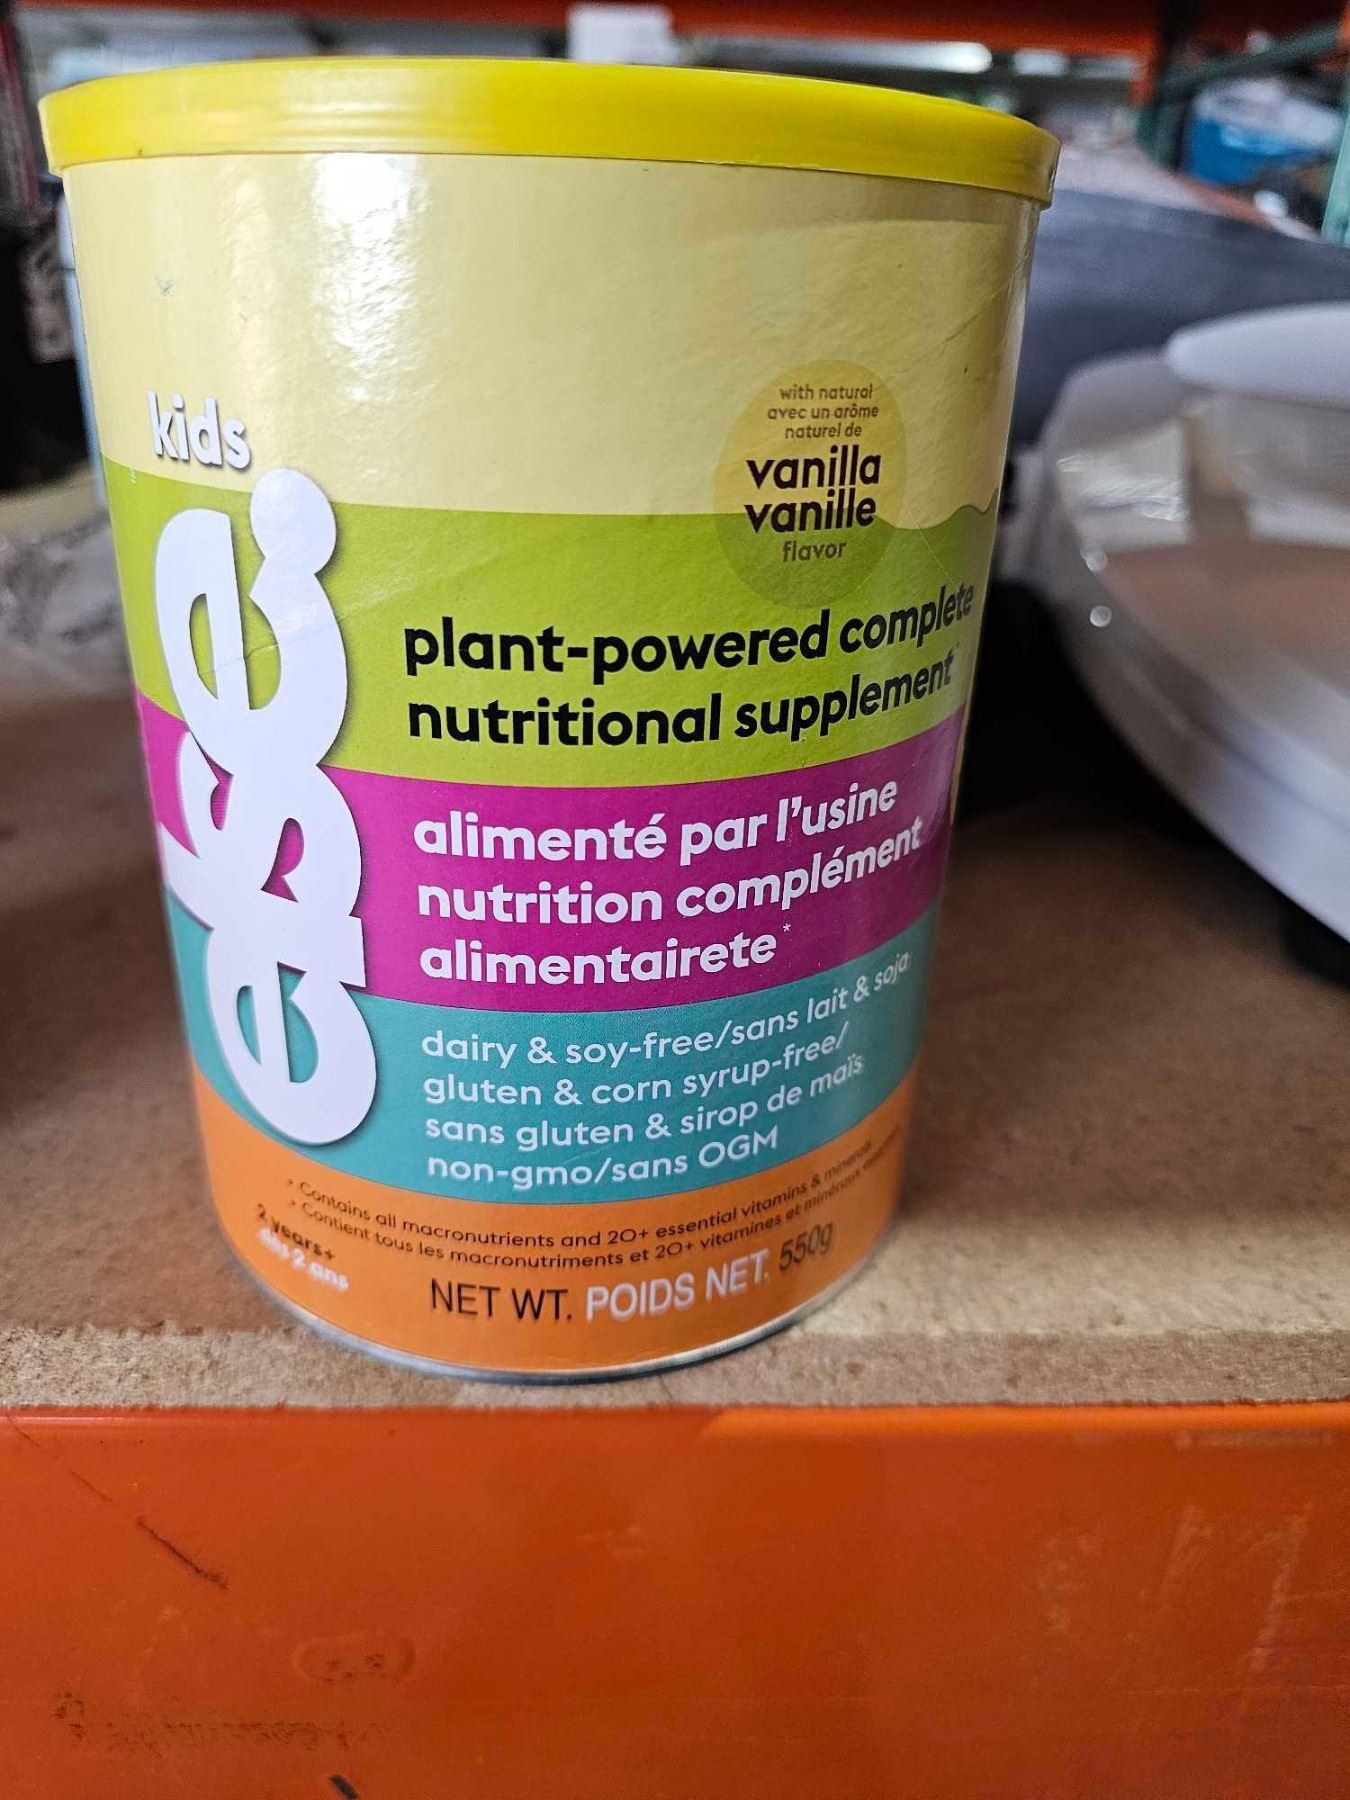 kids
else
with natural
avec un arôme
naturel de
vanilla
vanille
flavor
plant-powered complete
nutritional supplement*
alimenté par l'usine
nutrition complément
alimentairete*
dairy & soy-free/sans lait & soja
gluten & corn syrup-free/
sans gluten & sirop de maïs
non-gmo/sans OGM
* Contains all macronutrients and 20+ essential vitamins & minerals
* Contient tous les macronutriments et 20+ vitamines et minéraux
2 years+
dès 2 ans
NET WT. POIDS NET. 550g